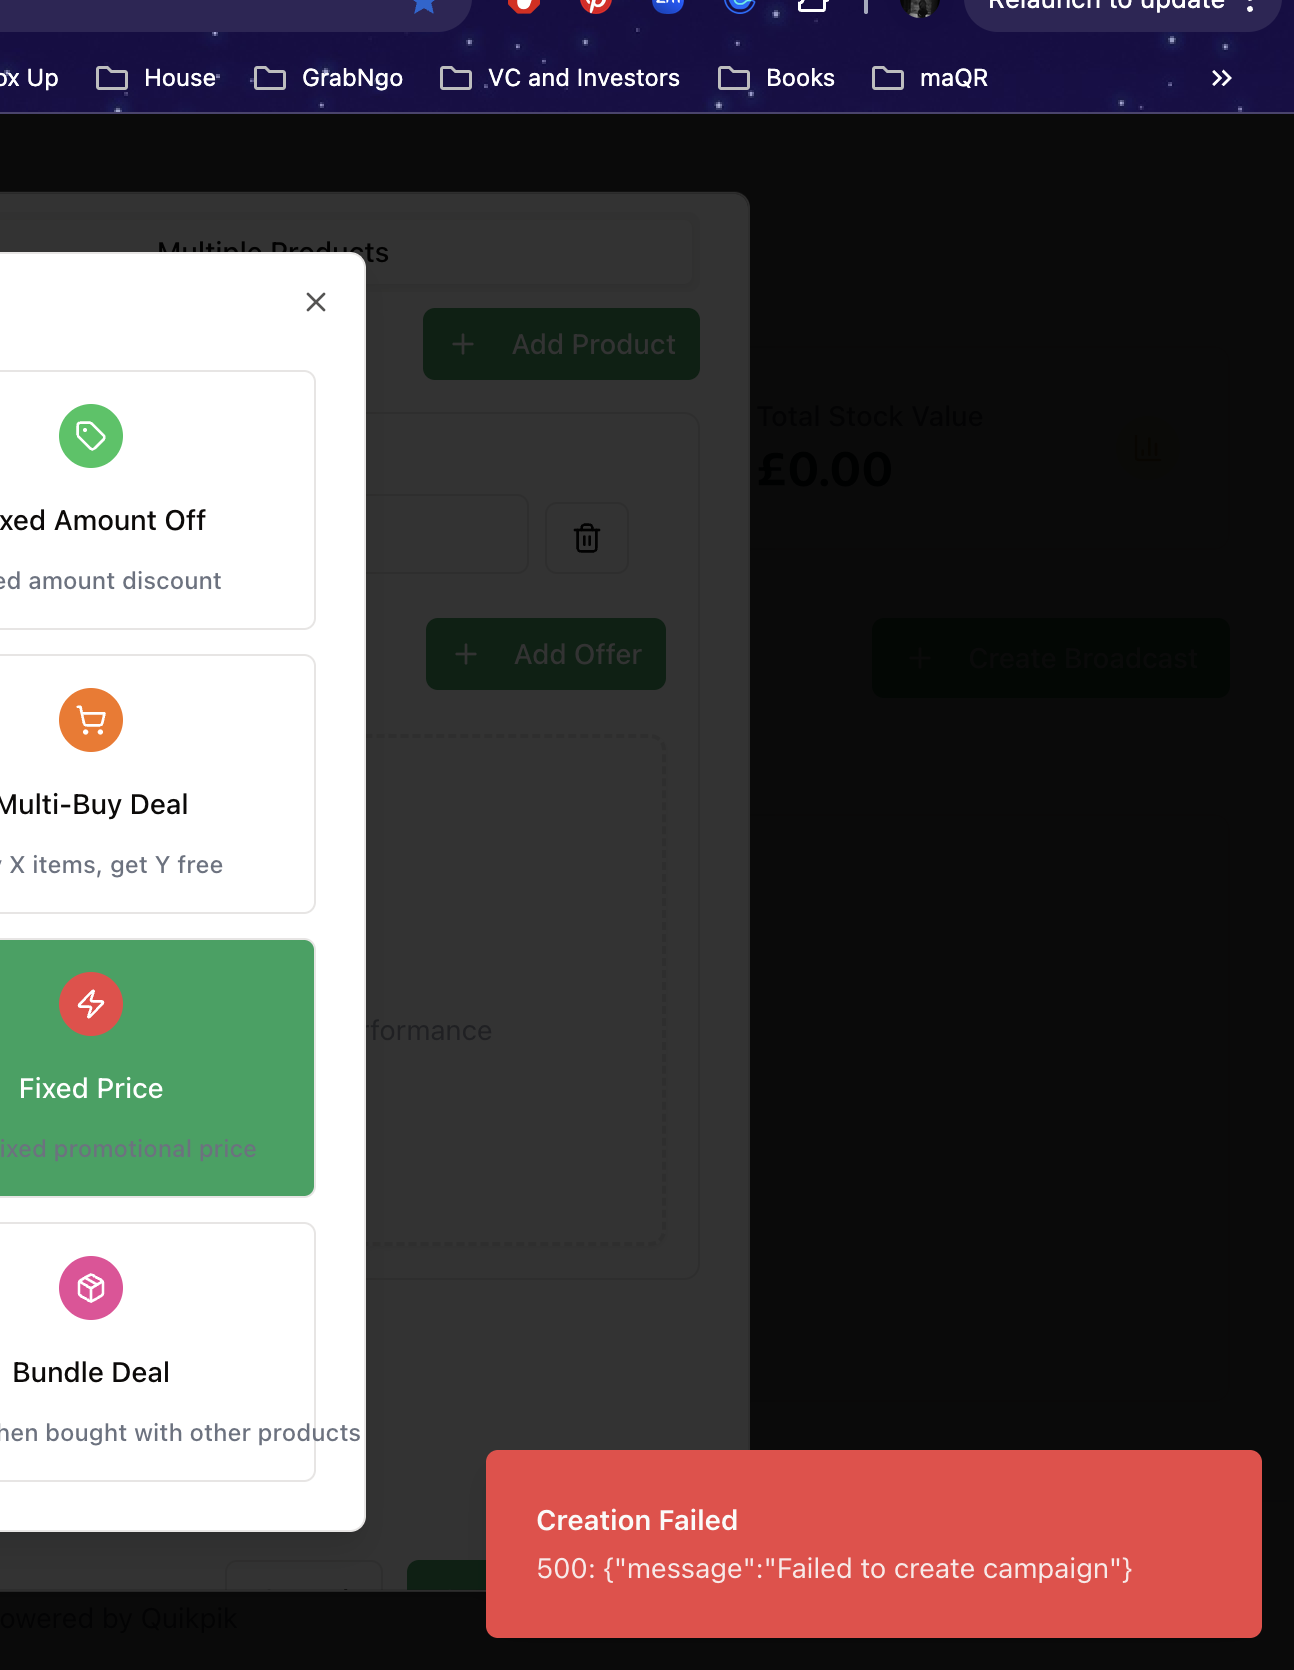 Relaunch to update
ox Up
House
GrabNgo
VC and Investors
Books
maQR
Multiple Products
Add Product
Total Stock Value
£0.00
xed Amount Off
ed amount discount
Add Offer
Create Broadcast
Multi-Buy Deal
X items, get Y free
rformance
Fixed Price
ixed promotional price
Bundle Deal
hen bought with other products
Creation Failed
500: {"message":"Failed to create campaign"}
owered by Quikpik